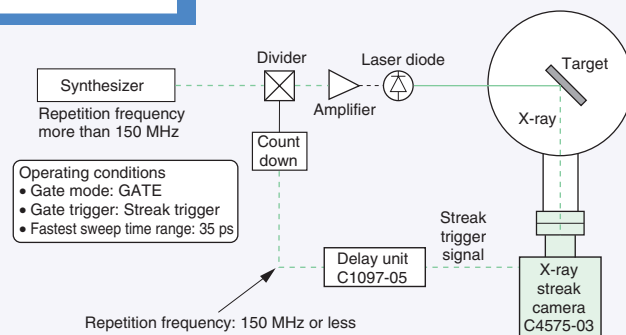 Divider
Laser diode
Target
Synthesizer
Amplifier
X-ray
Repetition frequency
more than 150 MHz
Count
down
Operating conditions
• Gate mode: GATE
• Gate trigger: Streak trigger
• Fastest sweep time range: 35 ps
Streak
trigger
signal
Delay unit
C1097-05
X-ray
streak
camera
C4575-03
Repetition frequency: 150 MHz or less